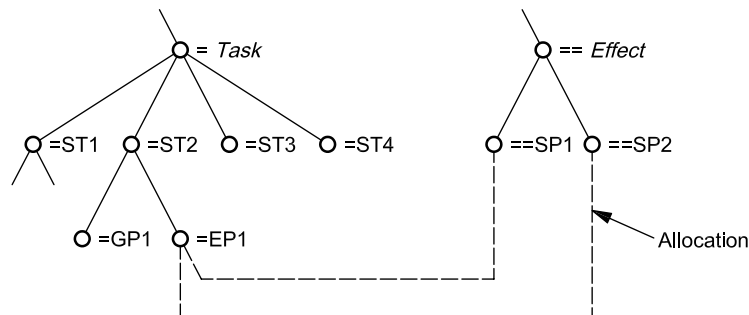 = Task
== Effect
=ST1
=ST2
=ST3
=ST4
==SP1
==SP2
=GP1
=EP1
Allocation